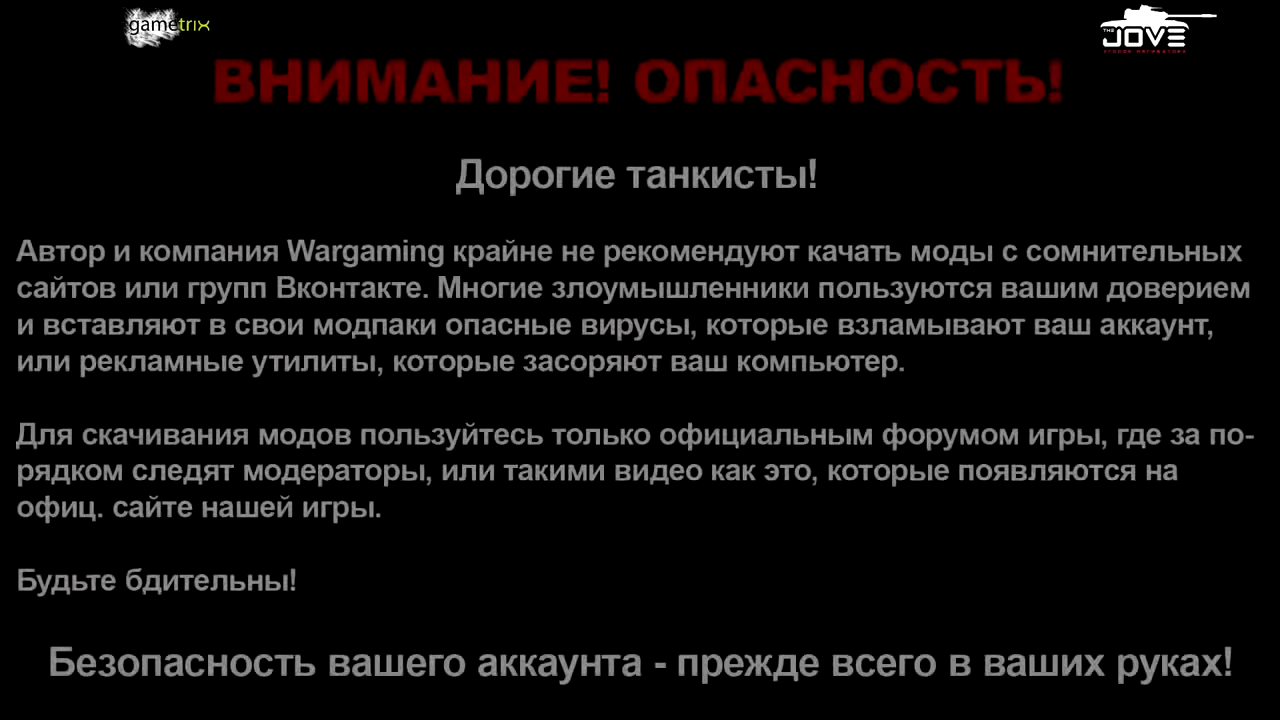 gametrix
THE JOVE
ВНИМАНИЕ! ОПАСНОСТЬ!
Дорогие танкисты!
Автор и компания Wargaming крайне не рекомендуют качать моды с сомнительных
сайтов или групп Вконтакте. Многие злоумышленники пользуются вашим доверием
и вставляют в свои модпаки опасные вирусы, которые взламывают ваш аккаунт,
или рекламные утилиты, которые засоряют ваш компьютер.
Для скачивания модов пользуйтесь только официальным форумом игры, где за по-
рядком следят модераторы, или такими видео как это, которые появляются на
офиц. сайте нашей игры.
Будьте бдительны!
Безопасность вашего аккаунта - прежде всего в ваших руках!